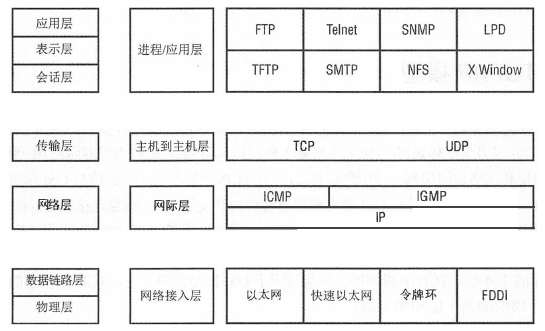 应用层
表示层
会话层
进程/应用层
FTP Telnet SNMP LPD
TFTP SMTP NFS X Window
传输层 主机到主机层 TCP UDP
网络层 网际层
ICMP IGMP
IP
数据链路层
物理层
网络接入层 以太网 快速以太网 令牌环 FDDI